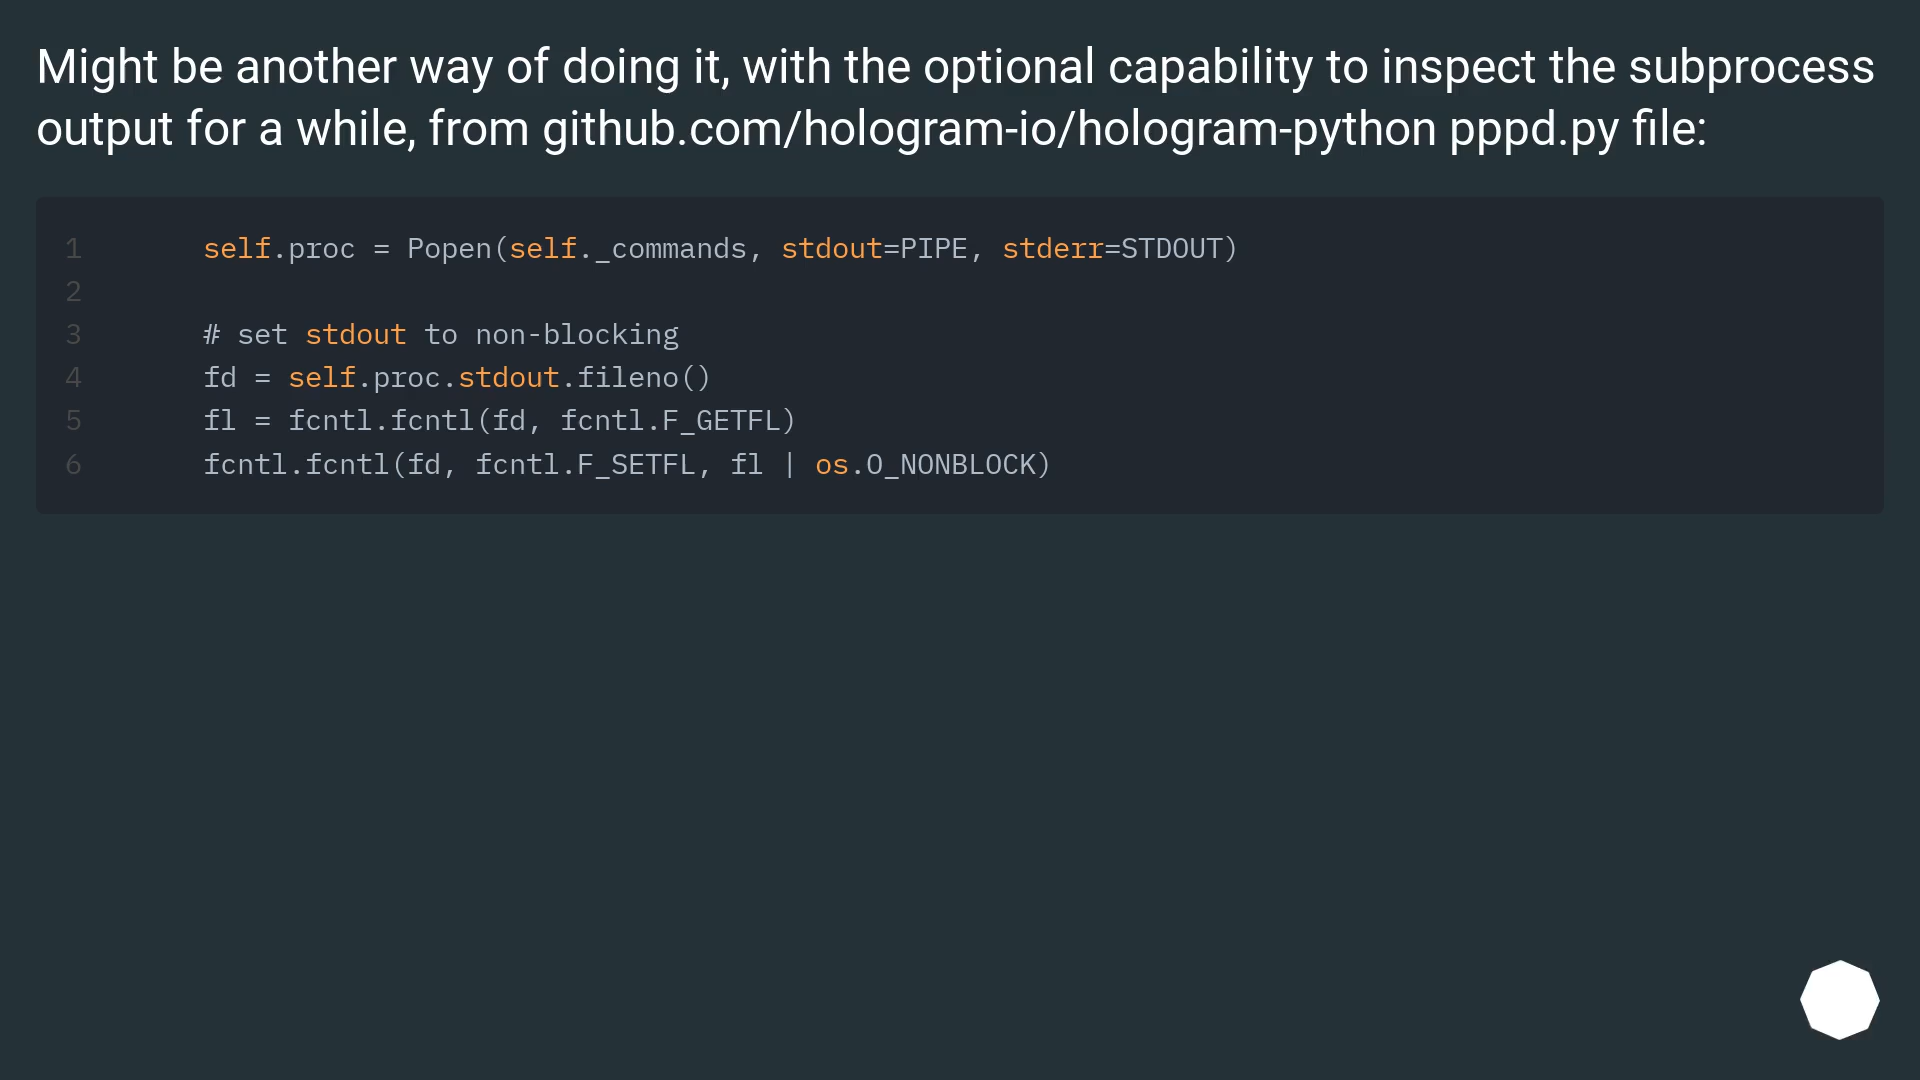 Might be another way of doing it, with the optional capability to inspect the subprocess
output for a while, from github.com/hologram-io/hologram-python pppd.py file:
1 self.proc = Popen(self._commands, stdout=PIPE, stderr=STDOUT)
2
3 # set stdout to non-blocking
4 fd = self.proc.stdout.fileno()
5 fl = fcntl.fcntl(fd, fcntl.F_GETFL)
6 fcntl.fcntl(fd, fcntl.F_SETFL, fl | os.O_NONBLOCK)